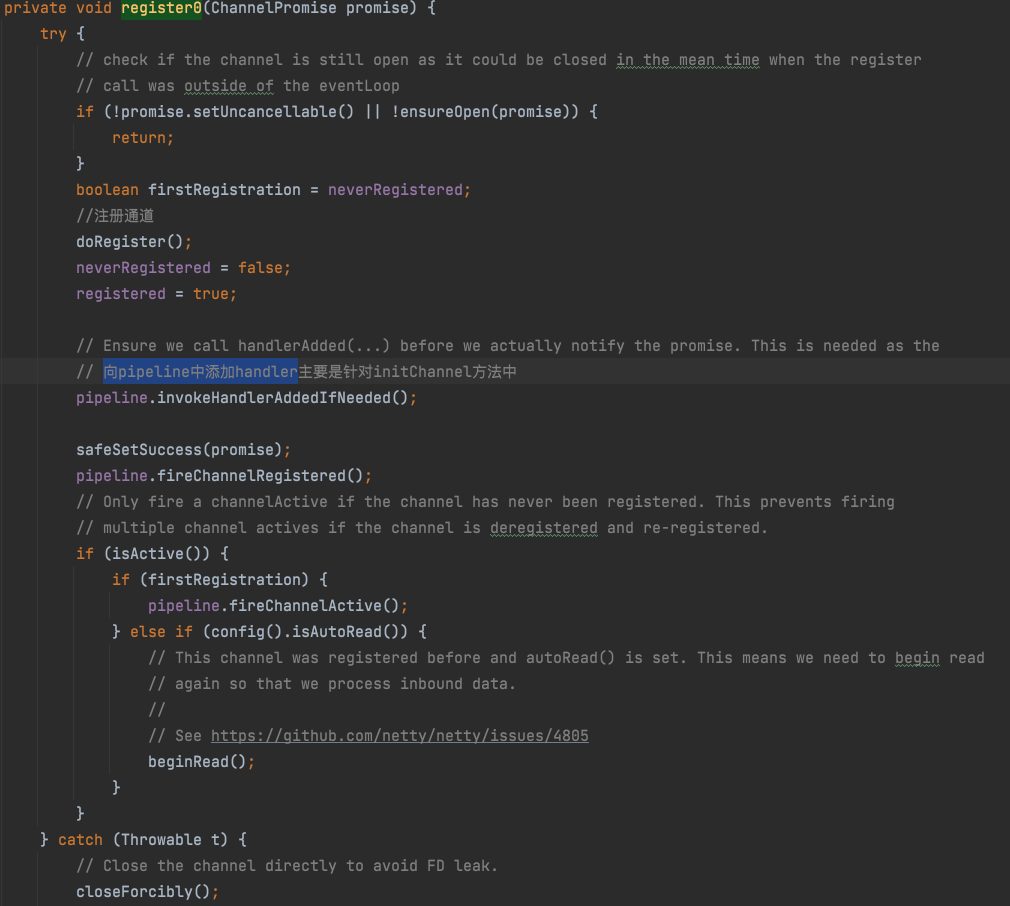 private void register0(ChannelPromise promise) {
    try {
        // check if the channel is still open as it could be closed in the mean time when the register
        // call was outside of the eventLoop
        if (!promise.setUncancellable() || !ensureOpen(promise)) {
            return;
        }
        boolean firstRegistration = neverRegistered;
        //注册通道
        doRegister();
        neverRegistered = false;
        registered = true;

        // Ensure we call handlerAdded(...) before we actually notify the promise. This is needed as the
        // 向pipeline中添加handler主要是针对initChannel方法中
        pipeline.invokeHandlerAddedIfNeeded();

        safeSetSuccess(promise);
        pipeline.fireChannelRegistered();
        // Only fire a channelActive if the channel has never been registered. This prevents firing
        // multiple channel actives if the channel is deregistered and re-registered.
        if (isActive()) {
            if (firstRegistration) {
                pipeline.fireChannelActive();
            } else if (config().isAutoRead()) {
                // This channel was registered before and autoRead() is set. This means we need to begin read
                // again so that we process inbound data.
                //
                // See https://github.com/netty/netty/issues/4805
                beginRead();
            }
        }
    } catch (Throwable t) {
        // Close the channel directly to avoid FD leak.
        closeForcibly();